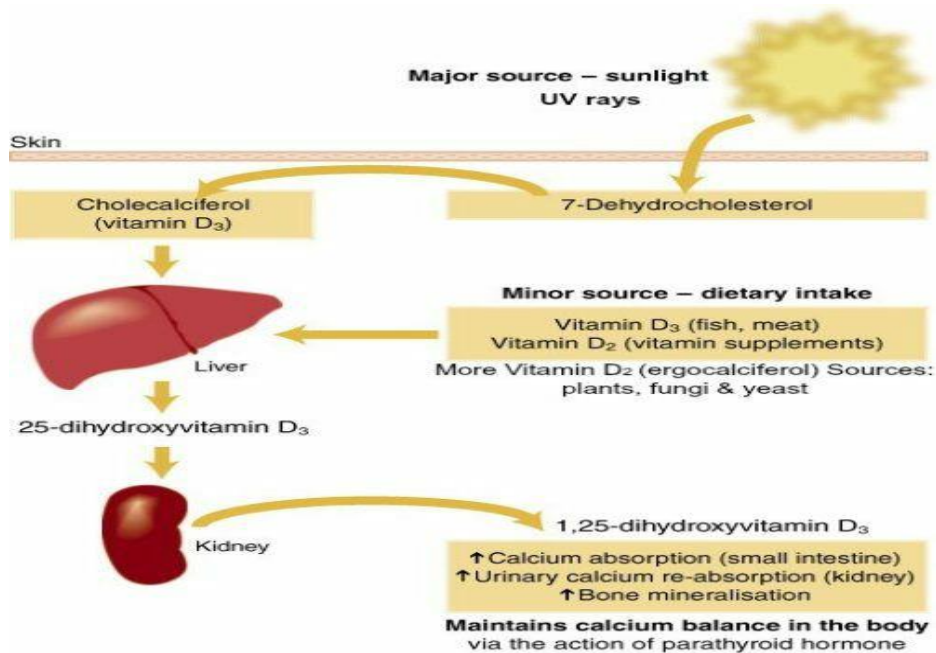 Major source – sunlight
UV rays
Skin
Cholecalciferol
(vitamin D₃)
7-Dehydrocholesterol
Minor source – dietary intake
Vitamin D₃ (fish, meat)
Vitamin D₂ (vitamin supplements)
More Vitamin D₂ (ergocalciferol) Sources:
plants, fungi & yeast
Liver
25-dihydroxyvitamin D₃
Kidney
1,25-dihydroxyvitamin D₃
↑Calcium absorption (small intestine)
↑Urinary calcium re-absorption (kidney)
↑Bone mineralisation
Maintains calcium balance in the body
via the action of parathyroid hormone